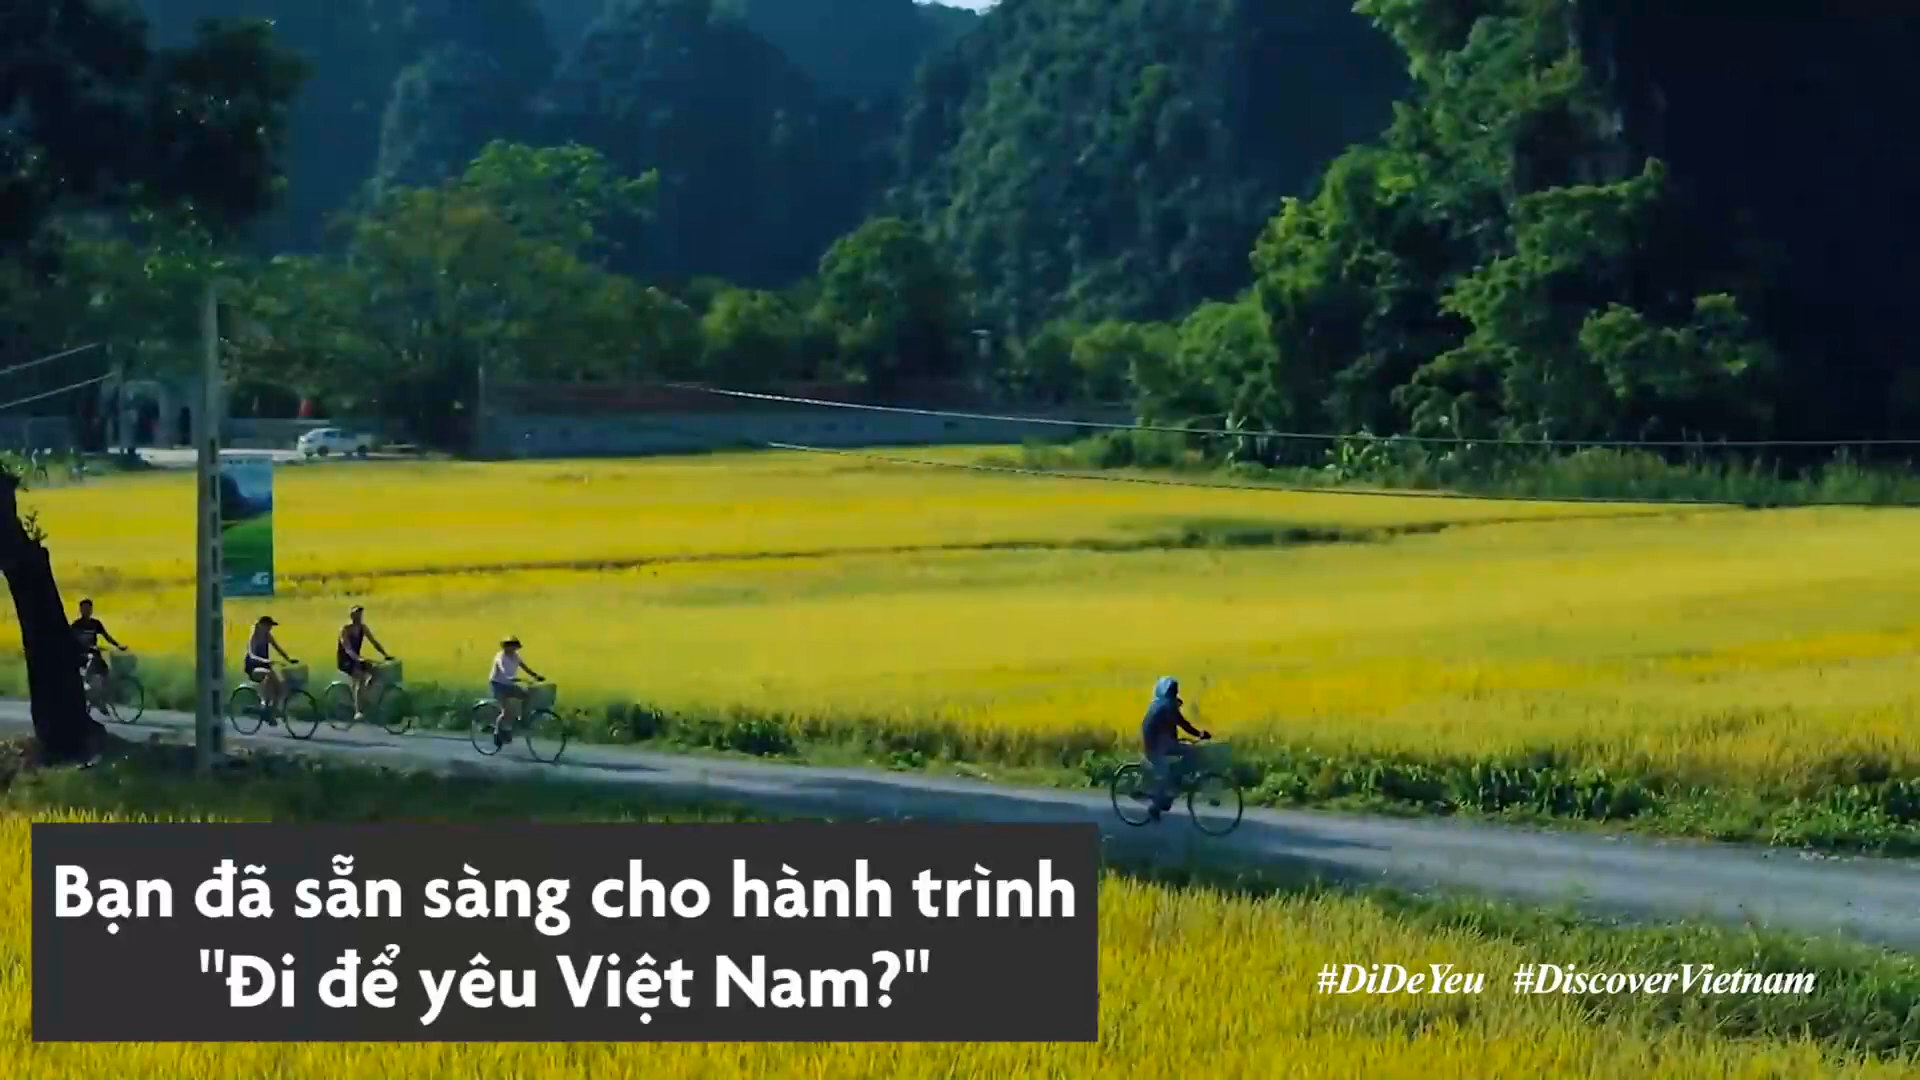 Bạn đã sẵn sàng cho hành trình
"Đi để yêu Việt Nam?"
#DiDeYeu #DiscoverVietnam